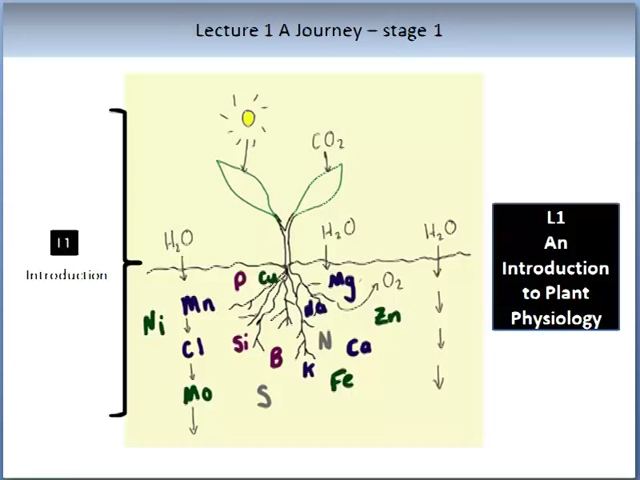 Lecture 1 A Journey – stage 1
CO2
H2O
H2O
H2O
L1
Introduction
L1
An
Introduction
to Plant
Physiology
P Cu Mg O2
Ni Mn Zn
Cl Si B N Ca
K Fe
Mo S